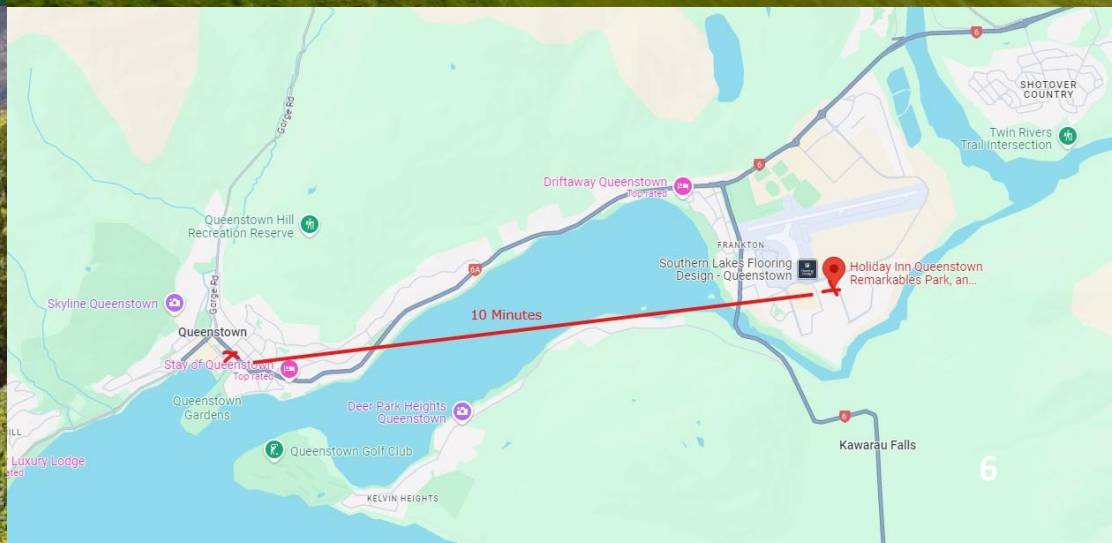 6
SHOTOVER
COUNTRY
Twin Rivers
Trail Intersection
Gorge Rd
Driftaway Queenstown
Top rated
6
Queenstown Hill
Recreation Reserve
FRANKTON
Southern Lakes Flooring
Design - Queenstown
Holiday Inn Queenstown
Remarkables Park, an...
6A
Skyline Queenstown
Gorge Rd
10 Minutes
Queenstown
Stay of Queenstown
Top rated
Queenstown
Gardens
Deer Park Heights
Queenstown
6
Kawarau Falls
ILL
Queenstown Golf Club
Luxury Lodge
ated
6
KELVIN HEIGHTS